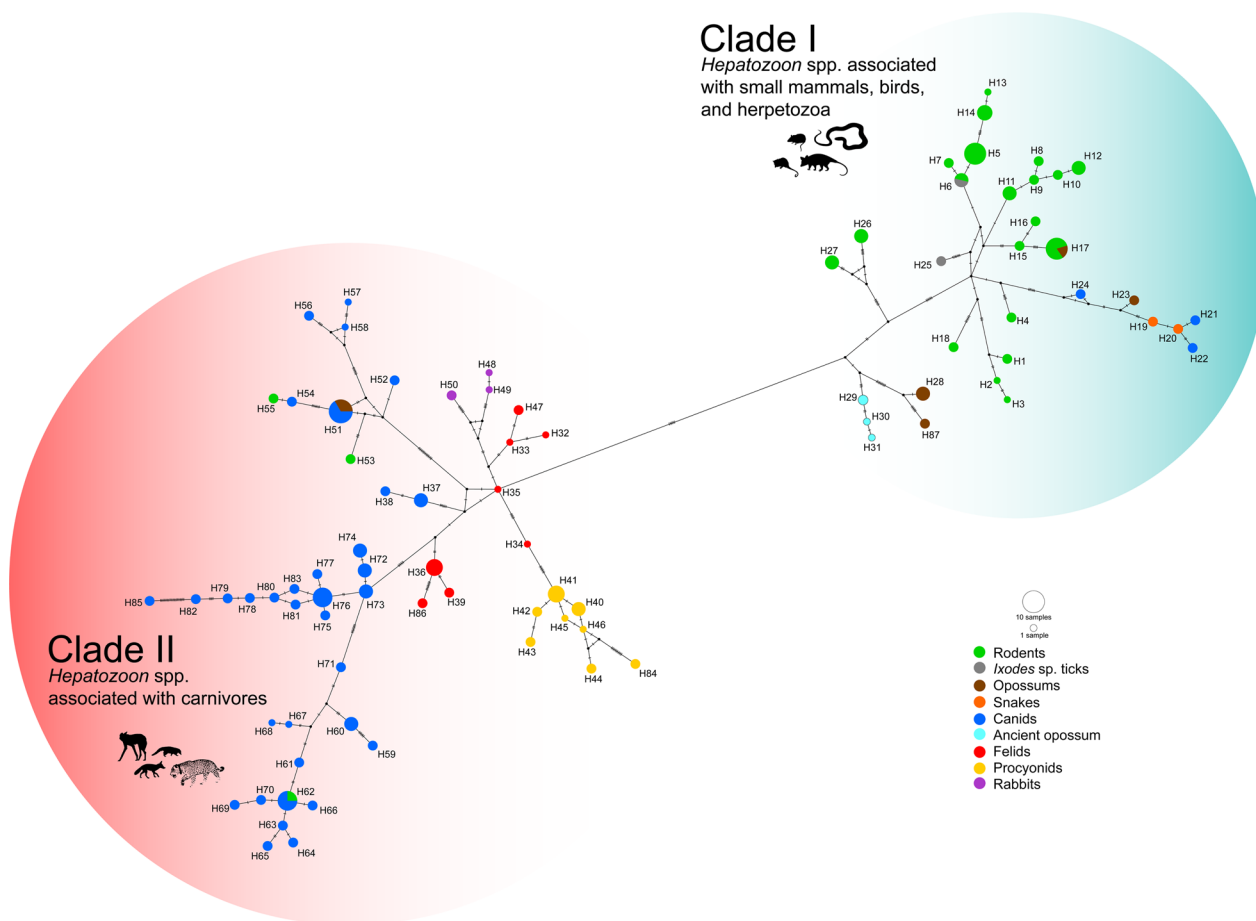 Clade I
Hepatozoon spp. associated
with small mammals, birds,
and herpetozoa
H13
H14
H5
H7
H6
H8
H12
H11
H9
H10
H16
H15
H17
H26
H27
H25
H24
H23
H19
H20
H21
H22
H4
H18
H1
H2
H3
H28
H29
H30
H31
H87
H57
H56
H58
H52
H54
H55
H51
H53
H48
H50
H49
H47
H32
H33
H35
H37
H38
H34
H74
H72
H77
H83
H36
H41
H40
H79
H80
H76
H73
H39
H42
H46
H85
H82
H78
H81
H75
H86
H45
H43
H44
H84
Clade II
Hepatozoon spp.
associated with carnivores
H71
H67
H68
H60
H59
H61
H70
H62
H69
H66
H63
H65
H64
10 samples
1 sample
Rodents
Ixodes sp. ticks
Opossums
Snakes
Canids
Ancient opossum
Felids
Procyonids
Rabbits